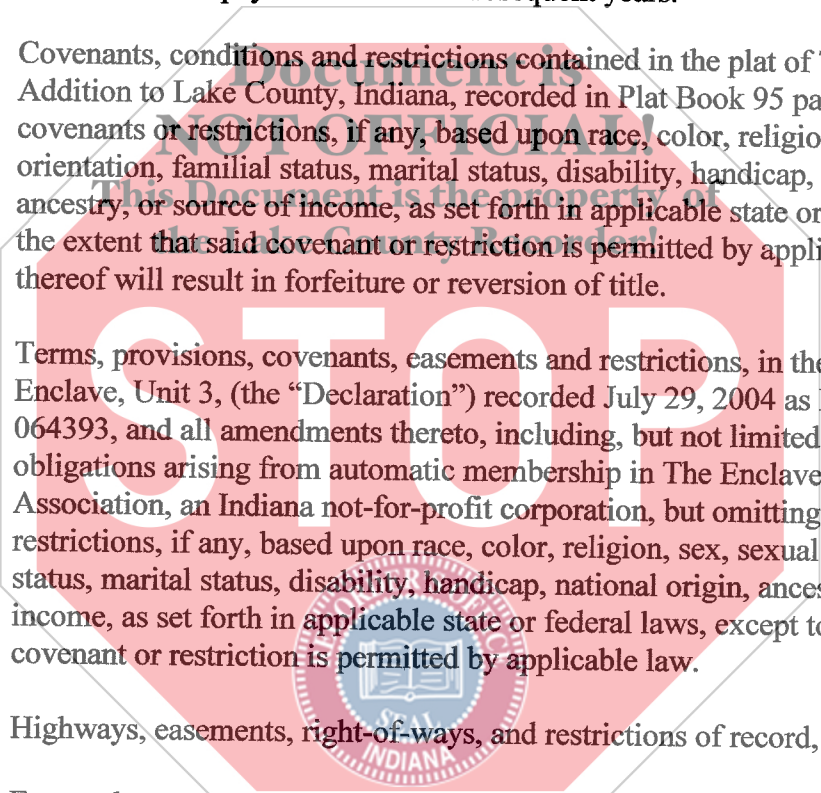 years.
Covenants, conditions and restrictions contained in the plat of
Addition to Lake County, Indiana, recorded in Plat Book 95 pa
covenants or restrictions, if any, based upon race, color, religio
orientation, familial status, marital status, disability, handicap,
ancestry, or source of income, as set forth in applicable state or
the extent that said covenant or restriction is permitted by appli
thereof will result in forfeiture or reversion of title.
Terms, provisions, covenants, easements and restrictions, in the
Enclave, Unit 3, (the “Declaration”) recorded July 29, 2004 as
064393, and all amendments thereto, including, but not limited
obligations arising from automatic membership in The Enclave
Association, an Indiana not-for-profit corporation, but omitting
restrictions, if any, based upon race, color, religion, sex, sexual
status, marital status, disability, handicap, national origin, ances
income, as set forth in applicable state or federal laws, except to
covenant or restriction is permitted by applicable law.
Highways, easements, right-of-ways, and restrictions of record,
Document is
NOT OFFICIAL!
This Document is the property of
the Lake County Recorder!
STOP
SEAL
INDIANA